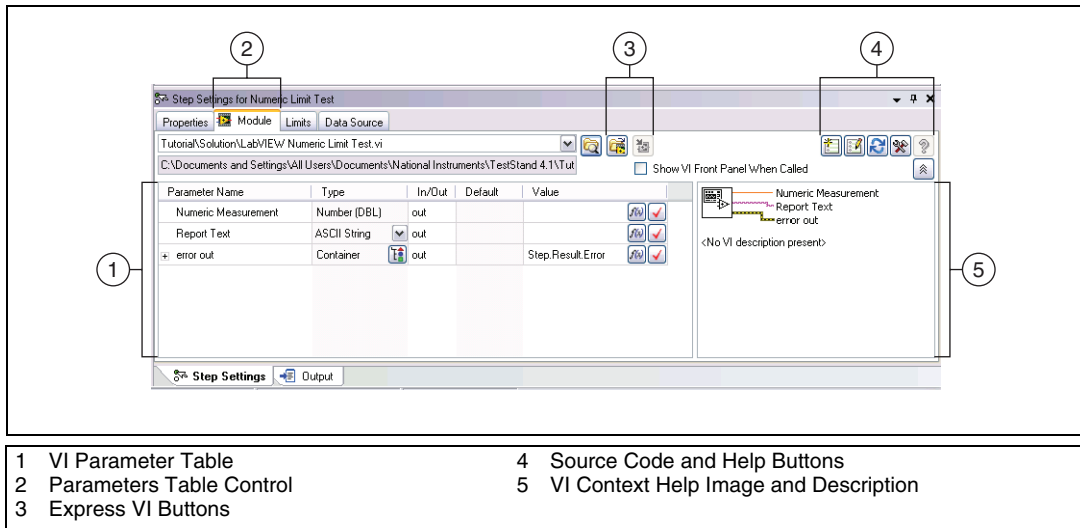 2
3
4
Step Settings for Numeric Limit Test
Properties Module Limits Data Source
Tutorial\Solution\LabVIEW Numeric Limit Test.vi
C:\Documents and Settings\All Users\Documents\National Instruments\TestStand 4.1\Tut
Show VI Front Panel When Called
Parameter Name Type In/Out Default Value
Numeric Measurement Number (DBL) out f(x)
Report Text ASCII String out f(x)
+ error out Container out Step.Result.Error f(x)
Numeric Measurement
Report Text
error out
<No VI description present>
1
5
Step Settings Output
1 VI Parameter Table
2 Parameters Table Control
3 Express VI Buttons
4 Source Code and Help Buttons
5 VI Context Help Image and Description